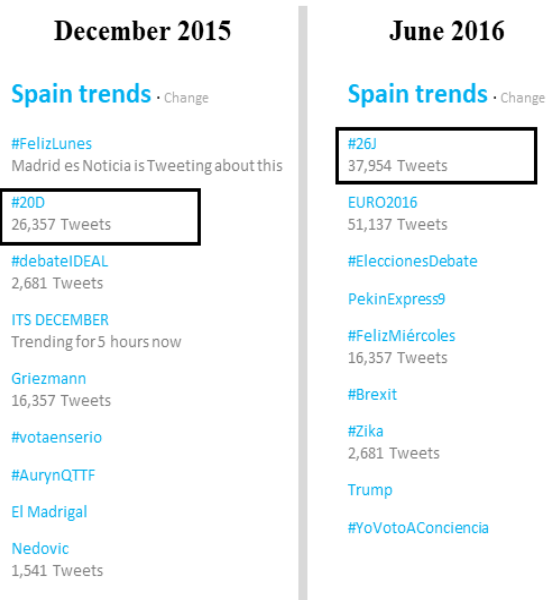 December 2015
Spain trends · Change
#FelizLunes
Madrid es Noticia is Tweeting about this
#20D
26,357 Tweets
#debateIDEAL
2,681 Tweets
ITS DECEMBER
Trending for 5 hours now
Griezmann
16,357 Tweets
#votaenserio
#AurynQTTF
El Madrigal
Nedovic
1,541 Tweets
June 2016
Spain trends · Change
#26J
37,954 Tweets
EURO2016
51,137 Tweets
#EleccionesDebate
PekinExpress9
#FelizMiércoles
16,357 Tweets
#Brexit
#Zika
2,681 Tweets
Trump
#YoVotoAConciencia